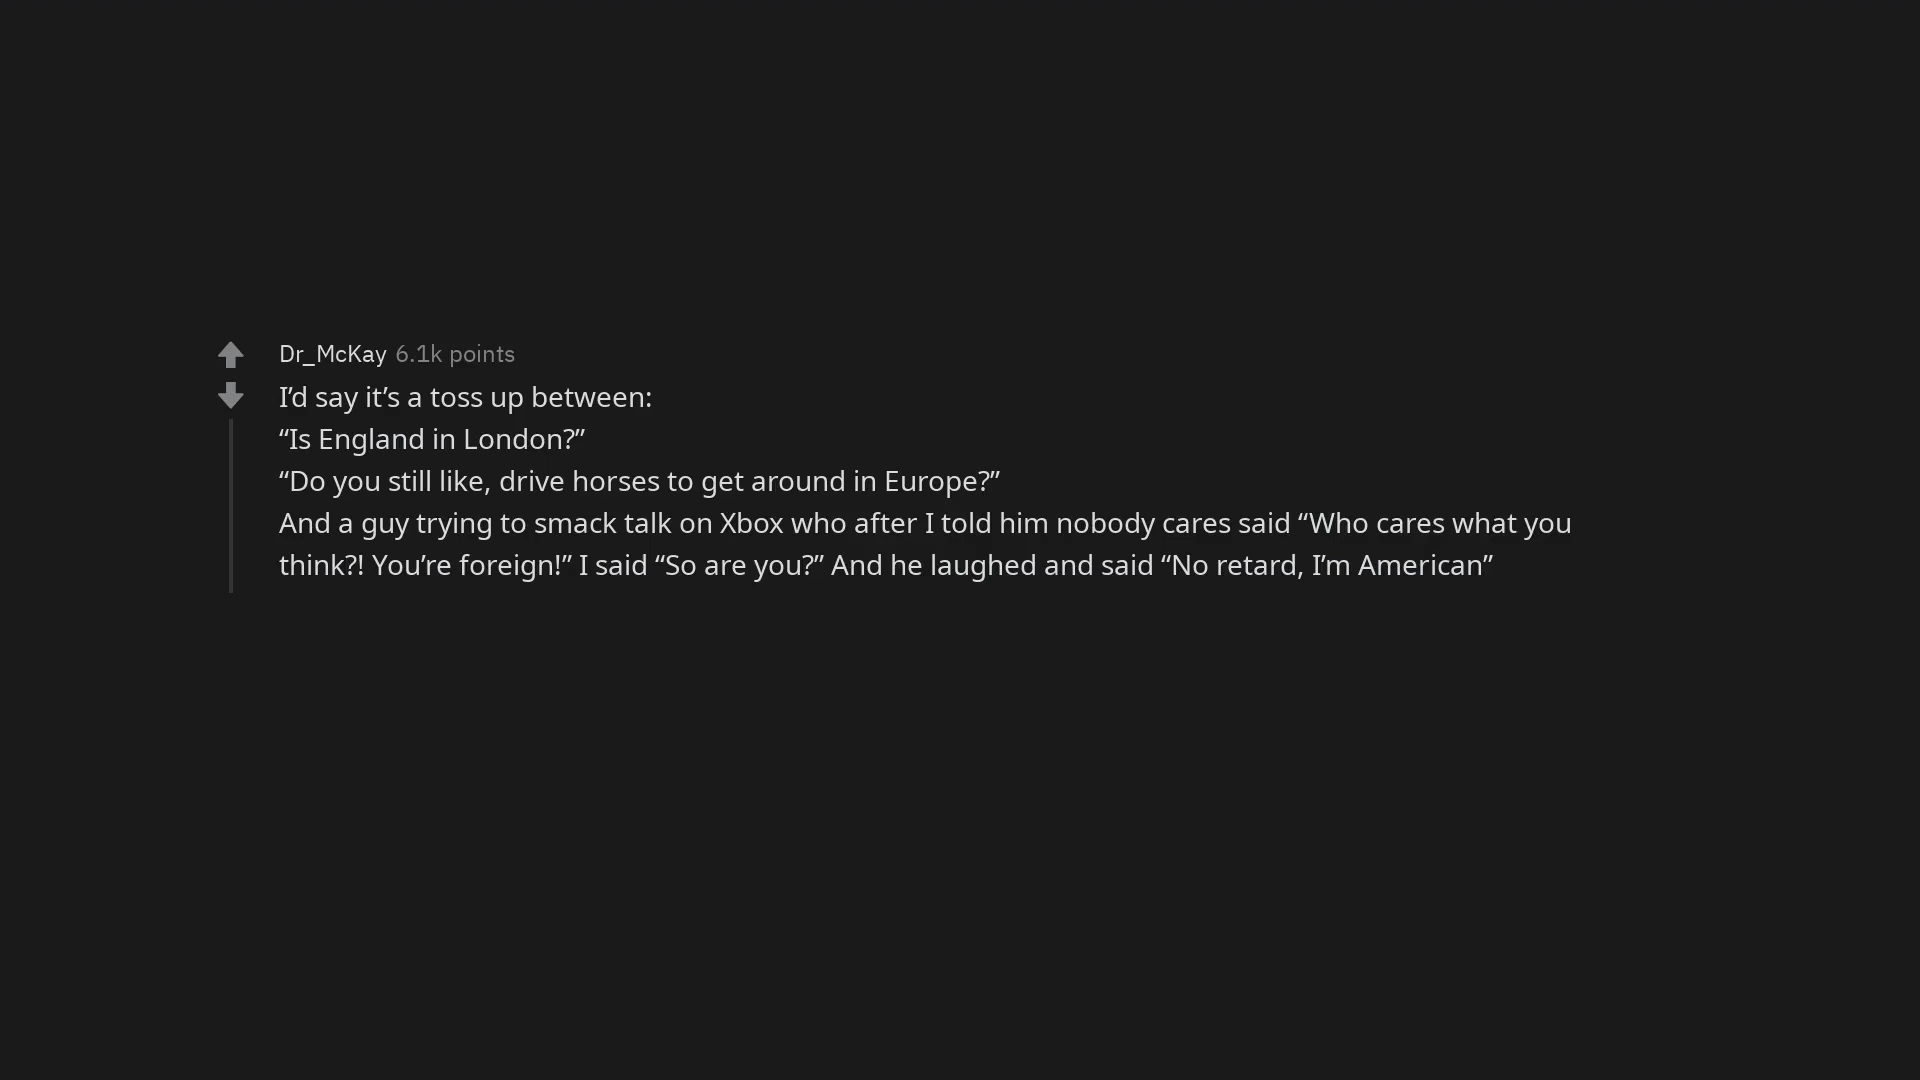 Dr_McKay 6.1k points
I’d say it’s a toss up between:
“Is England in London?”
“Do you still like, drive horses to get around in Europe?”
And a guy trying to smack talk on Xbox who after I told him nobody cares said “Who cares what you
think?! You’re foreign!” I said “So are you?” And he laughed and said “No retard, I’m American”